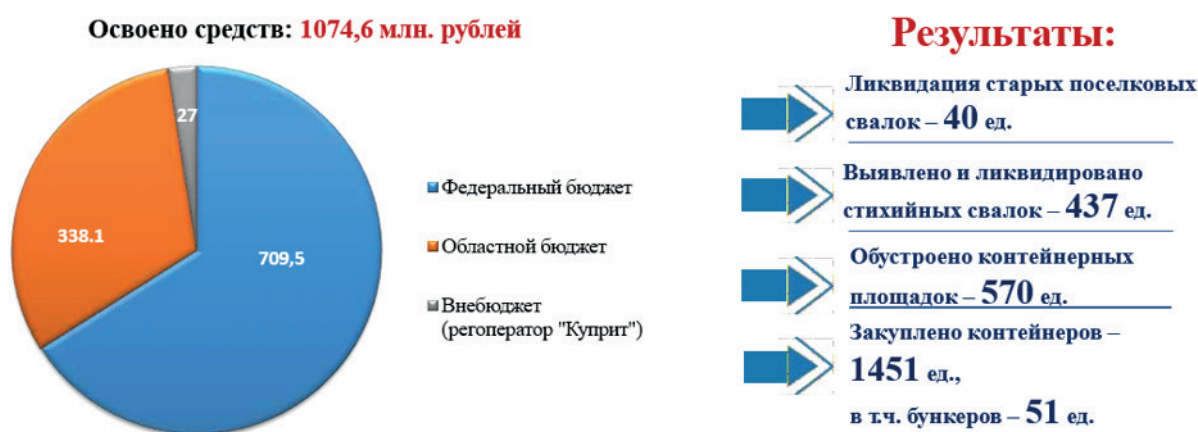 Освоено средств: 1074,6 млн. рублей
27
338.1
709,5
Федеральный бюджет
Областной бюджет
Внебюджет
(регоператор "Куприт")
Результаты:
Ликвидация старых поселковых
свалок – 40 ед.
Выявлено и ликвидировано
стихийных свалок – 437 ед.
Обустроено контейнерных
площадок – 570 ед.
Закуплено контейнеров –
1451 ед.,
в т.ч. бункеров – 51 ед.